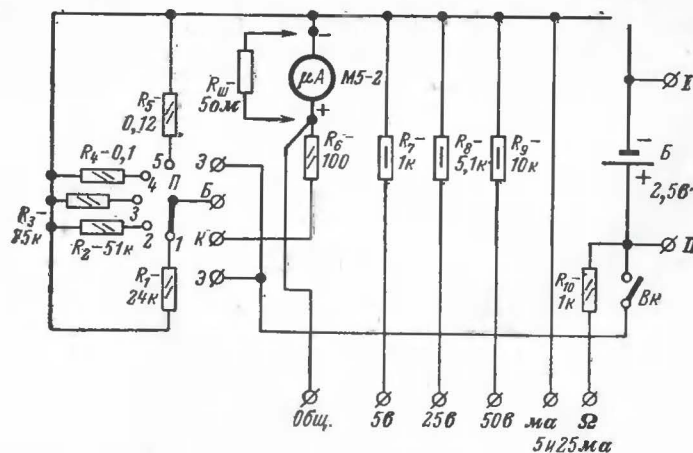 − µA М5-2
Rш−
5ом
+
R5−
0,12
R4−0,1
5
П
4
3
R3−
75к
R2−51к
2
1
R1−
24к
Э
Б
К
Э
R6−
100
R7−
1к
R8−
5,1к
R9−
10к
I
−
Б
+
2,5в
II
R10−
1к
Вк
Общ.
5в
25в
50в
ма
Ω
5и25ма